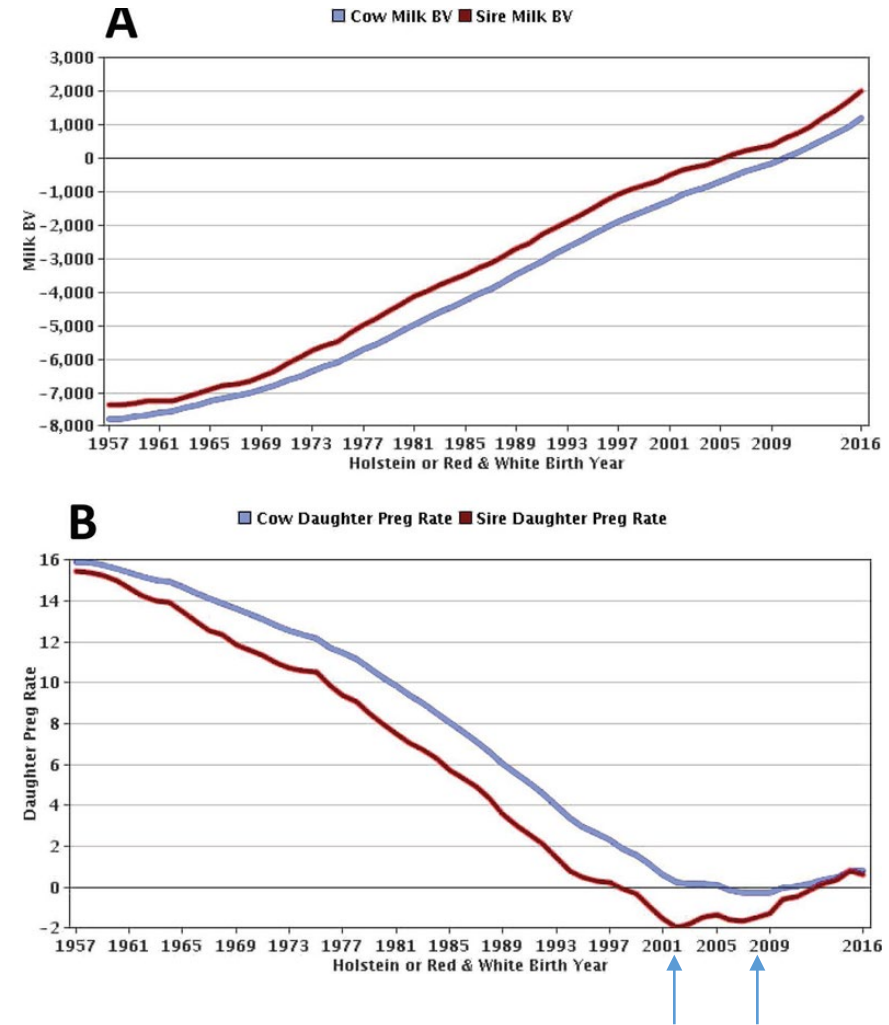 A
Cow Milk BV Sire Milk BV
3,000
2,000
1,000
0
−1,000
−2,000
−3,000
−4,000
−5,000
−6,000
−7,000
−8,000
Milk BV
1957 1961 1965 1969 1973 1977 1981 1985 1989 1993 1997 2001 2005 2009 2016
Holstein or Red & White Birth Year
B
Cow Daughter Preg Rate Sire Daughter Preg Rate
16
14
12
10
8
6
4
2
0
−2
Daughter Preg Rate
1957 1961 1965 1969 1973 1977 1981 1985 1989 1993 1997 2001 2005 2009 2016
Holstein or Red & White Birth Year